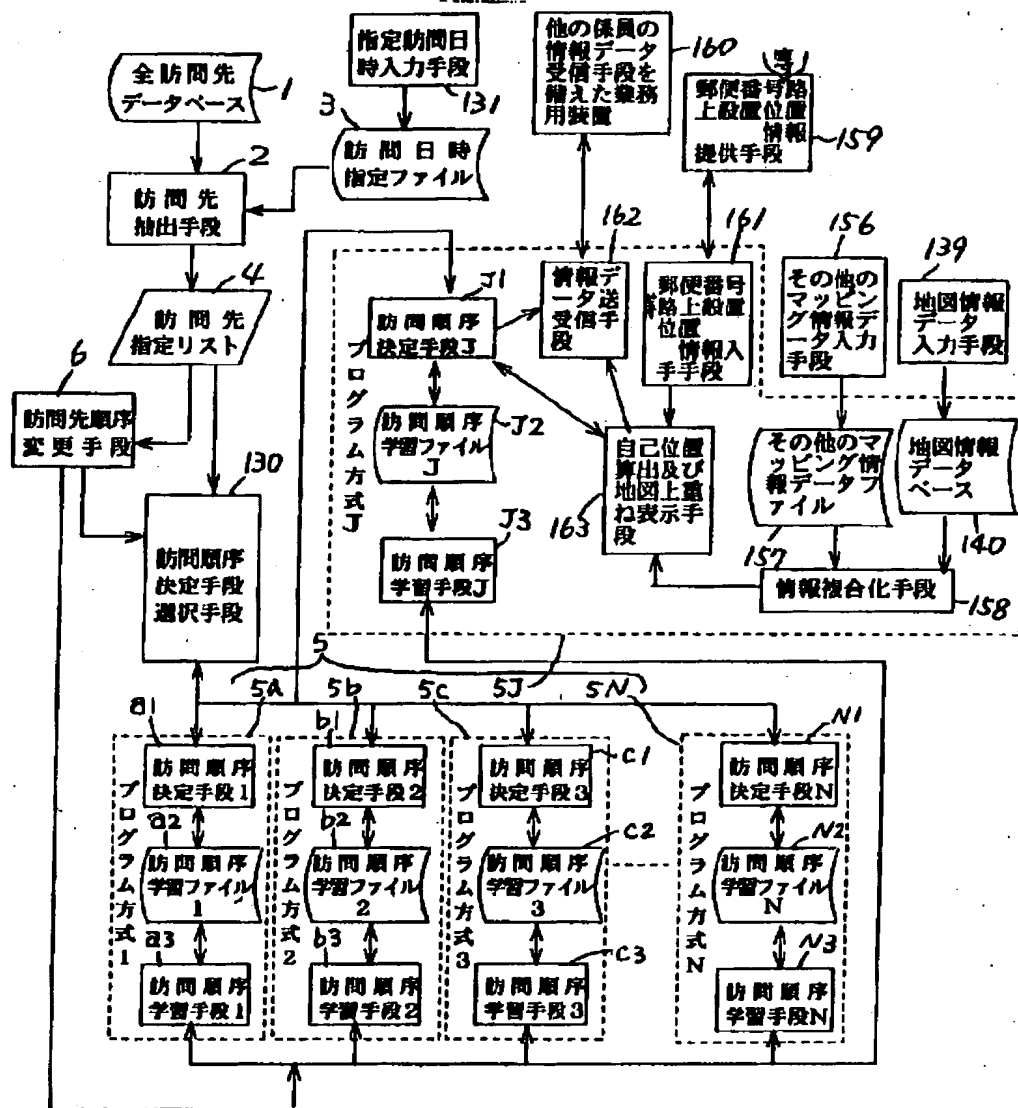 全訪問先
データベース
1
指定訪問日
時入力手段
131
他の係員の
情報データ
受信手段を
備えた乗務
用装置
160
等
郵便番号路
上設置位置
情報
提供手段
159
3
訪問日時
指定ファイル
2
訪問先
抽出手段
4
訪問先
指定リスト
6
訪問先順序
変更手段
130
訪問順序
決定手段
選択手段
プログラム方式J
J1
訪問順序
決定手段J
J2
訪問順序
学習ファイル
J
J3
訪問順序
学習手段J
162
情報デ
ータ送
受信手
段
161
郵便番号
路上設置
等
位置
情報入
手手段
156
その他の
マッピン
グ情報デ
ータ入力
手段
139
地図情報
データ
入力手段
自己位置
算出及び
地図上重
ね表示手
段
163
その他のマ
ッピング情
報データフ
ァイル
157
地図情報
データ
ベース
140
情報複合化手段
158
5
5a
5b
5c
5J
5N
プログラム方式1
a1
訪問順序
決定手段1
a2
訪問順序
学習ファイル
1
a3
訪問順序
学習手段1
プログラム方式2
b1
訪問順序
決定手段2
b2
訪問順序
学習ファイル
2
b3
訪問順序
学習手段2
プログラム方式3
C1
訪問順序
決定手段3
C2
訪問順序
学習ファイル
3
C3
訪問順序
学習手段3
プログラム方式N
N1
訪問順序
決定手段N
N2
訪問順序
学習ファイル
N
N3
訪問順序
学習手段N